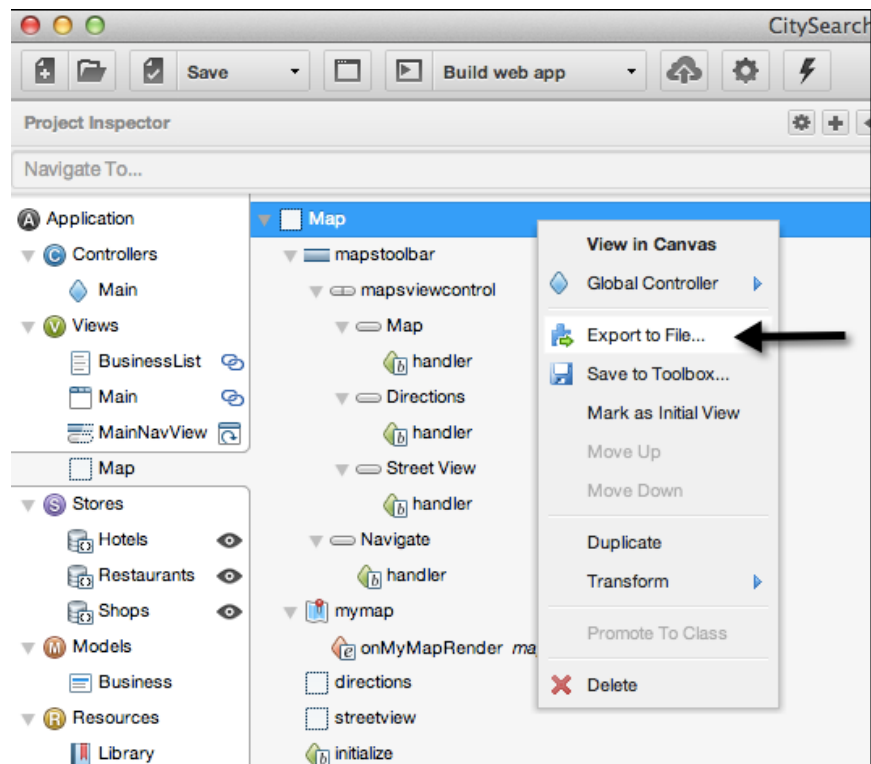 CitySearch
Save
Build web app
Project Inspector
Navigate To...
Application
Controllers
Main
Views
BusinessList
Main
MainNavView
Map
Stores
Hotels
Restaurants
Shops
Models
Business
Resources
Library
Map
mapstoolbar
mapsviewcontrol
Map
handler
Directions
handler
Street View
handler
Navigate
handler
mymap
onMyMapRender
directions
streetview
initialize
View in Canvas
Global Controller
Export to File...
Save to Toolbox...
Mark as Initial View
Move Up
Move Down
Duplicate
Transform
Promote To Class
Delete